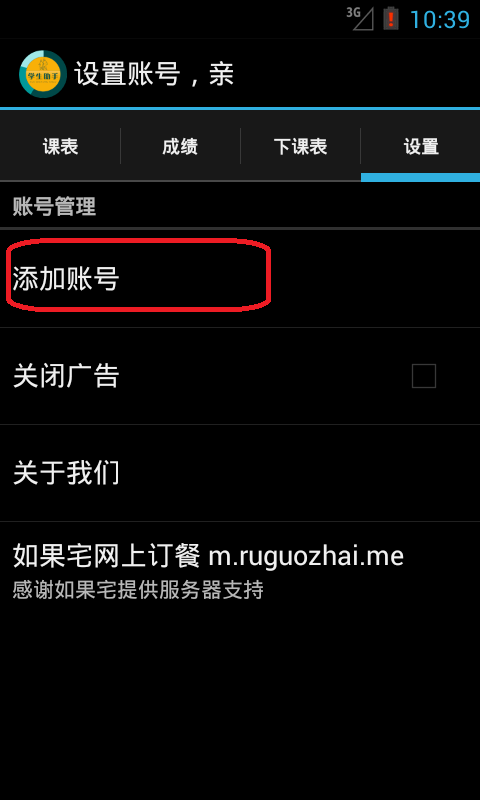 3G
10:39
学生助手
设置账号，亲
课表
成绩
下课表
设置
账号管理
添加账号
关闭广告
关于我们
如果宅网上订餐 m.ruguozhai.me
感谢如果宅提供服务器支持